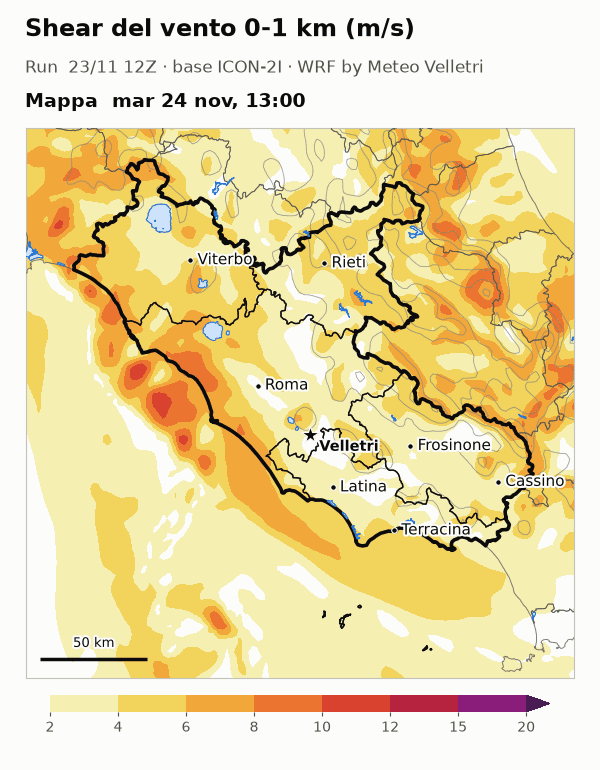 Shear del vento 0-1 km (m/s)
Run  23/11 12Z · base ICON-2I · WRF by Meteo Velletri
Mappa  mar 24 nov, 13:00
Viterbo
Rieti
Roma
Velletri
Frosinone
Cassino
Latina
Terracina
50 km
2 4 6 8 10 12 15 20